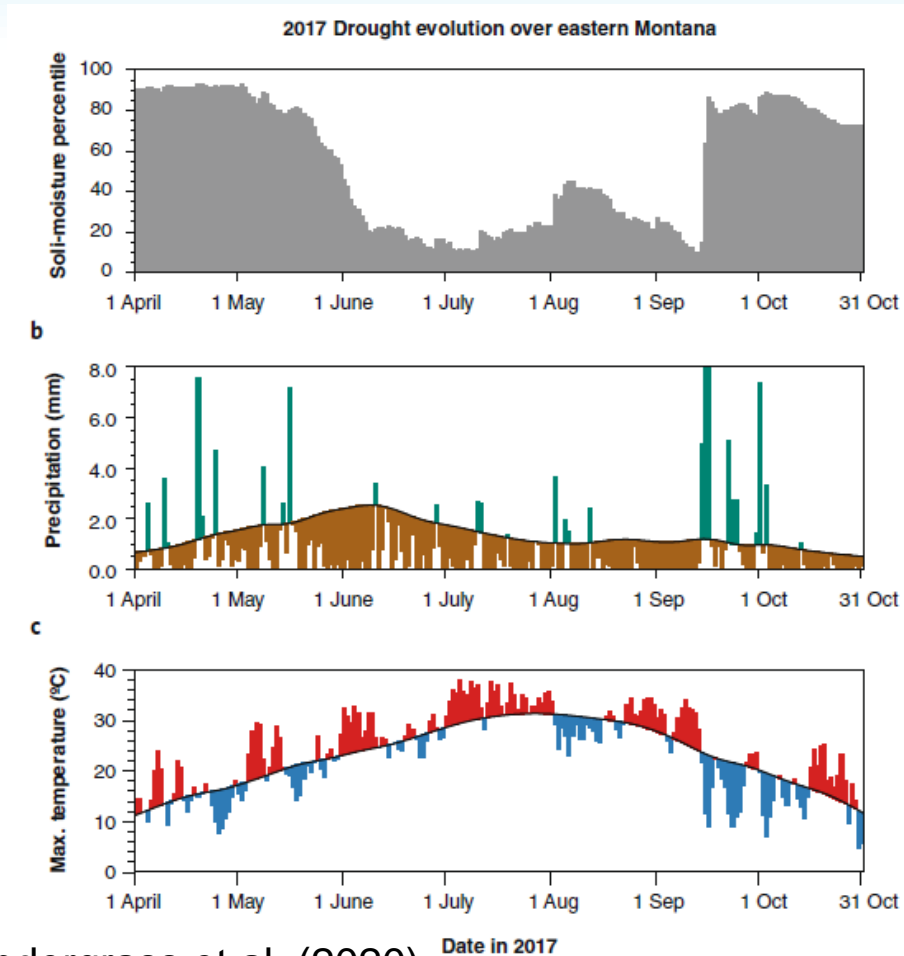 2017 Drought evolution over eastern Montana
Soli-moisture percentile
100
80
60
40
20
0
1 April 1 May 1 June 1 July 1 Aug 1 Sep 1 Oct 31 Oct
b
Precipitation (mm)
8.0
6.0
4.0
2.0
0.0
1 April 1 May 1 June 1 July 1 Aug 1 Sep 1 Oct 31 Oct
c
Max. temperature (ºC)
40
30
20
10
0
1 April 1 May 1 June 1 July 1 Aug 1 Sep 1 Oct 31 Oct
Date in 2017
et al.